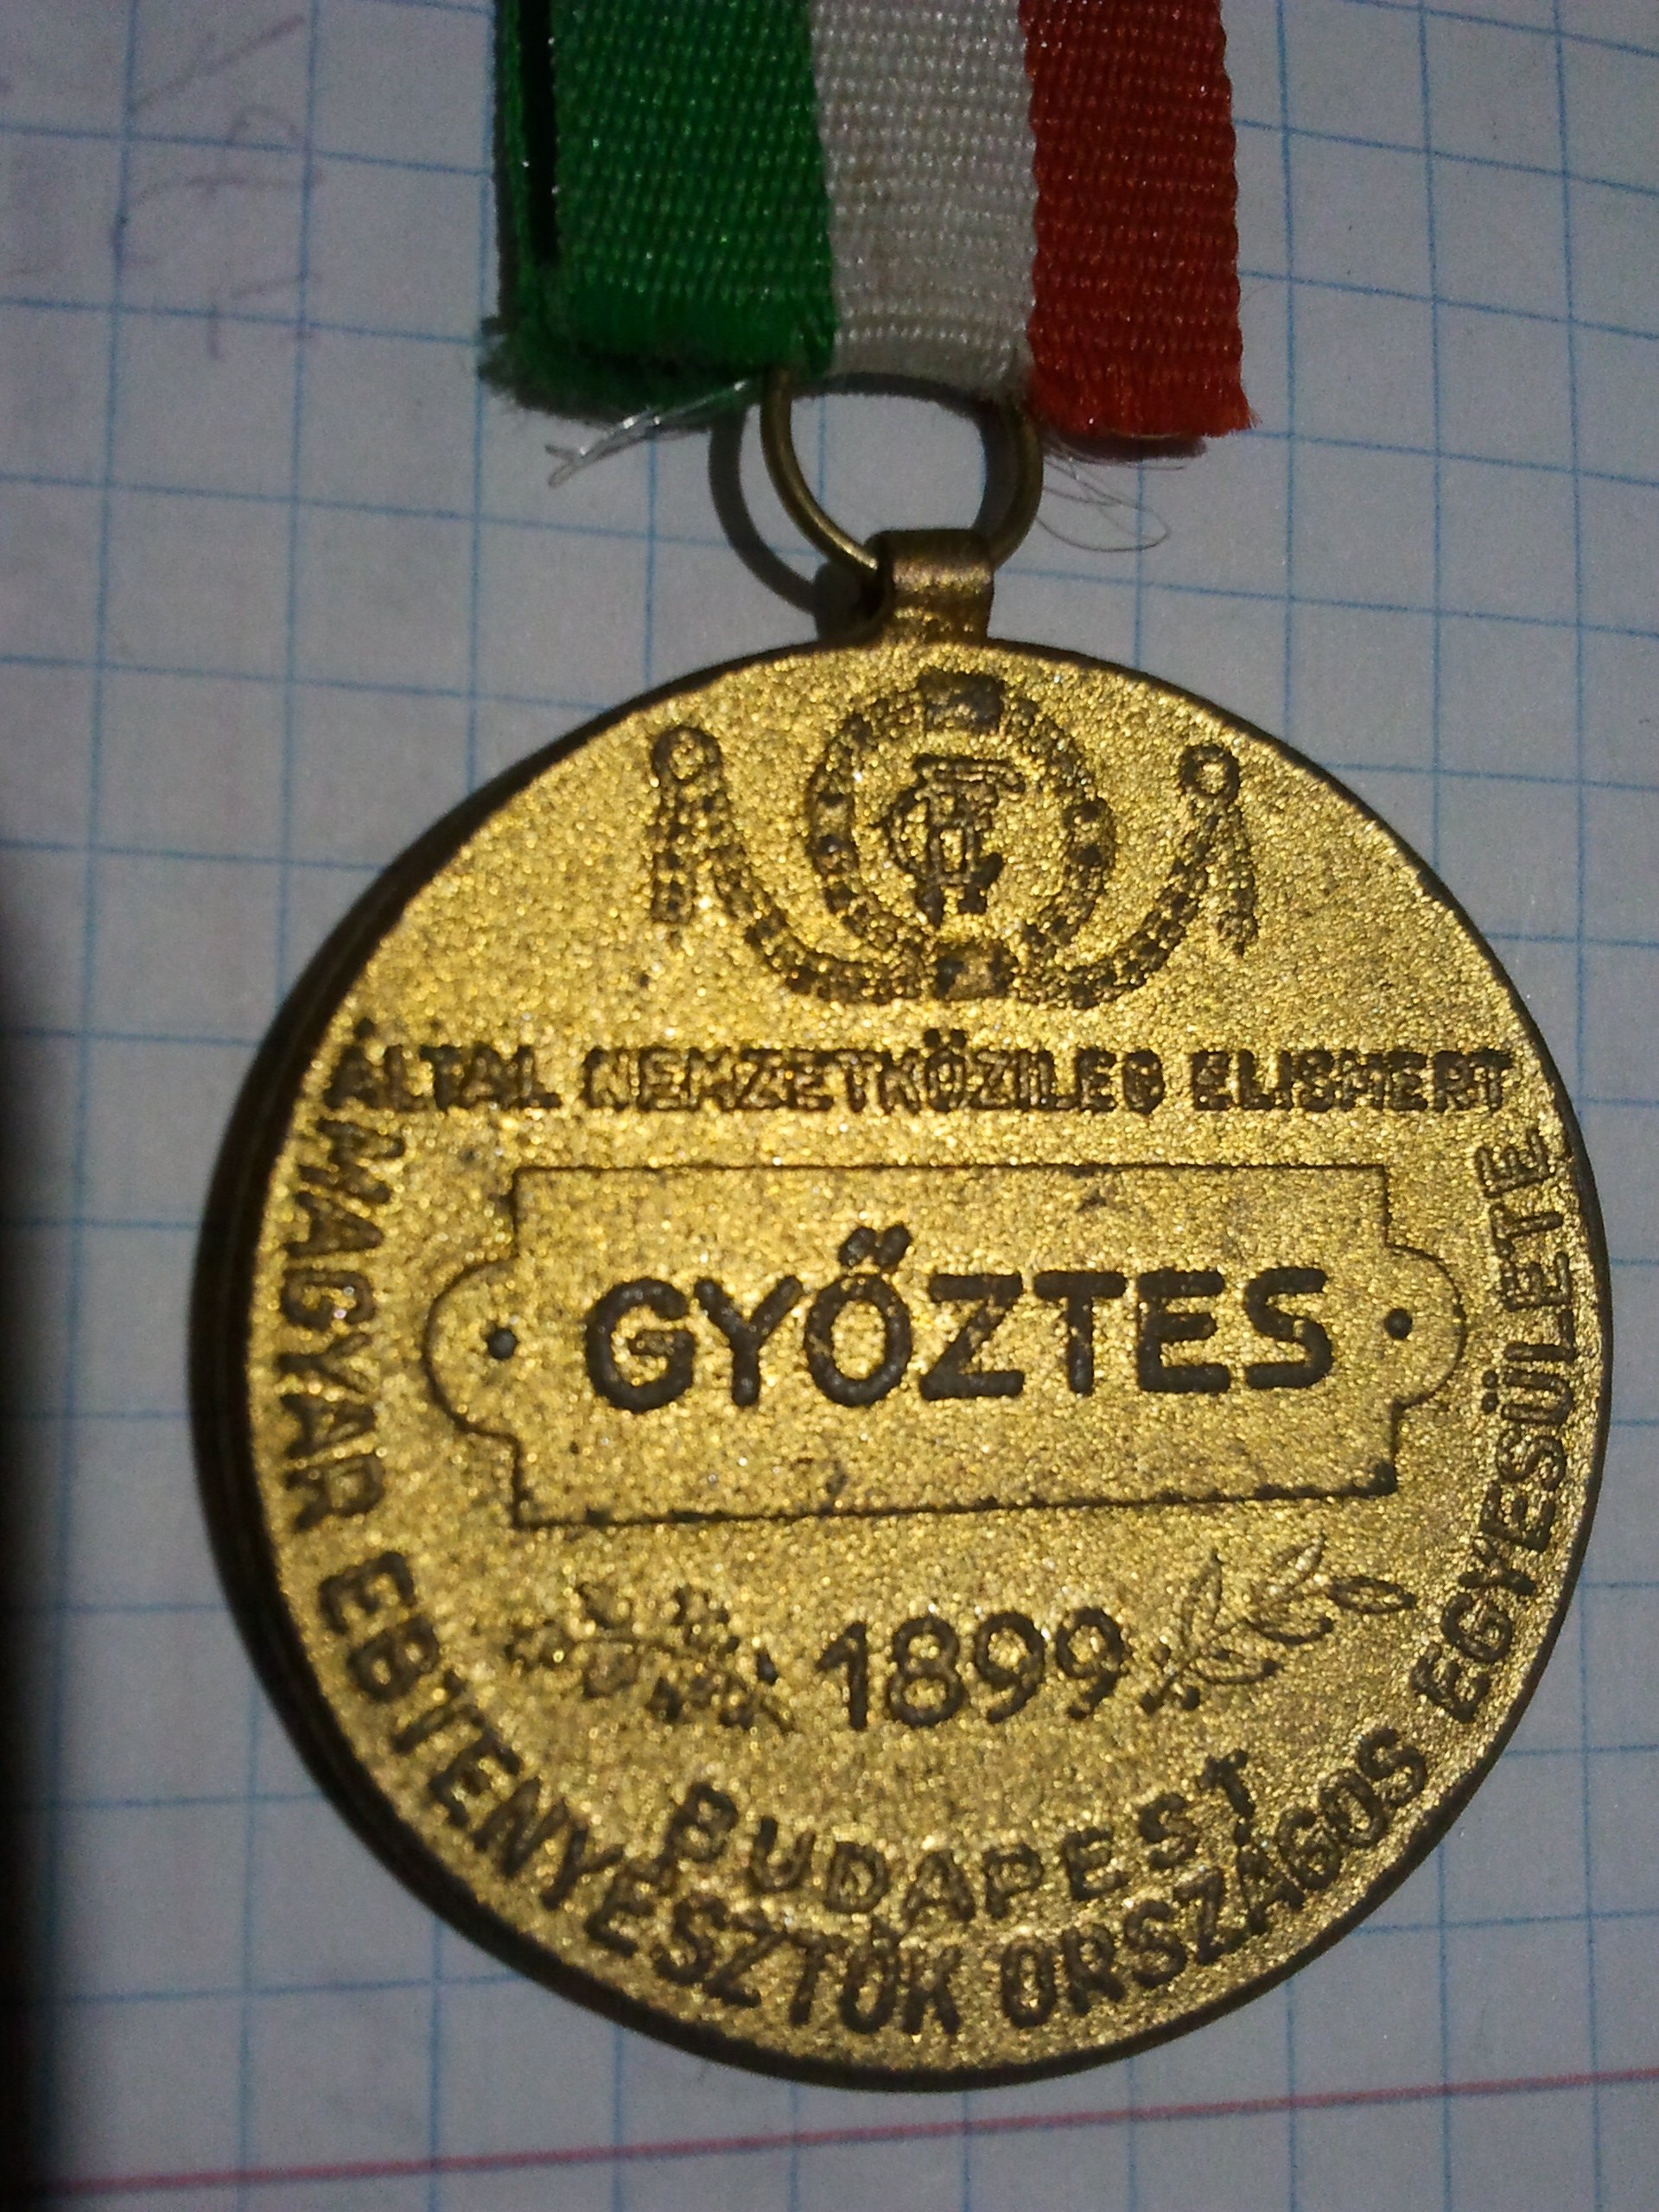 ÁLTAL NEMZETKÖZILEG ELISMERT
GYŐZTES
1899
BUDAPEST
MAGYAR EBTENYÉSZTŐK ORSZÁGOS EGYESÜLETE